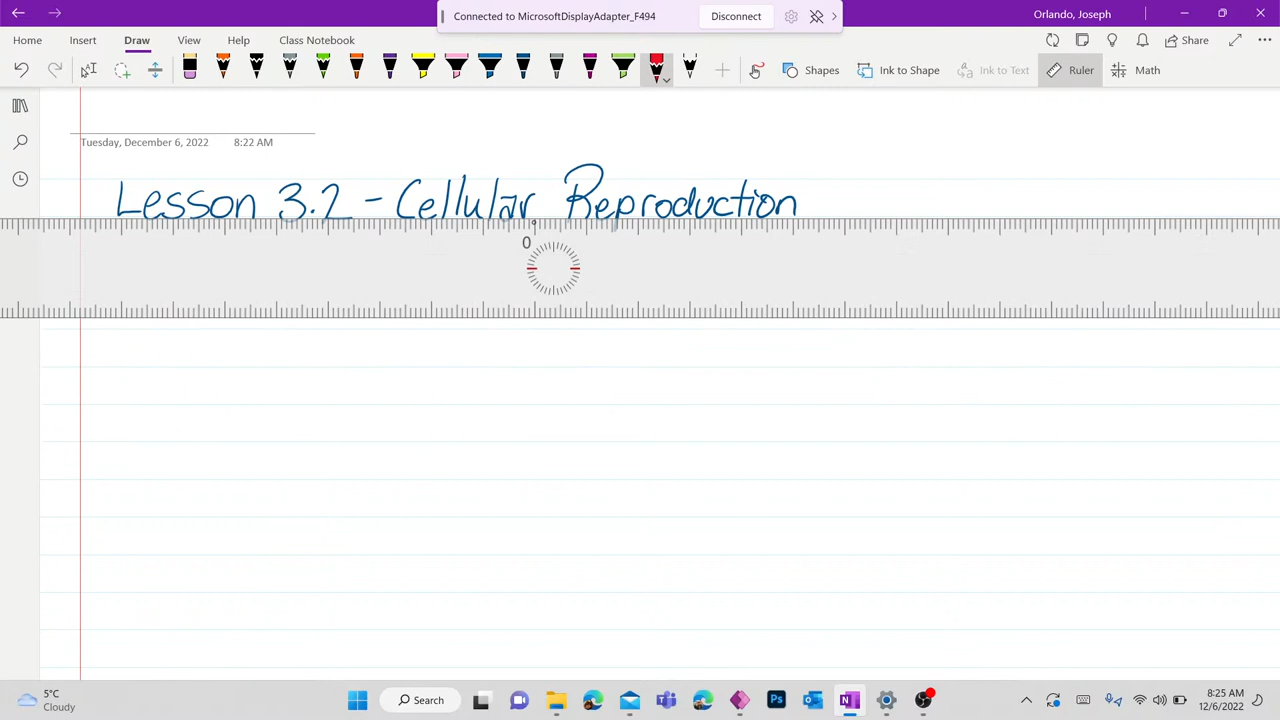 Connected to MicrosoftDisplayAdapter_F494 Disconnect
Orlando, Joseph
Home Insert Draw View Help Class Notebook
Share
Shapes Ink to Shape Ink to Text Ruler Math
Tuesday, December 6, 2022 8:22 AM
Lesson 3.2 - Cellular Reproduction
0
5°C
Cloudy
Search
8:25 AM
12/6/2022